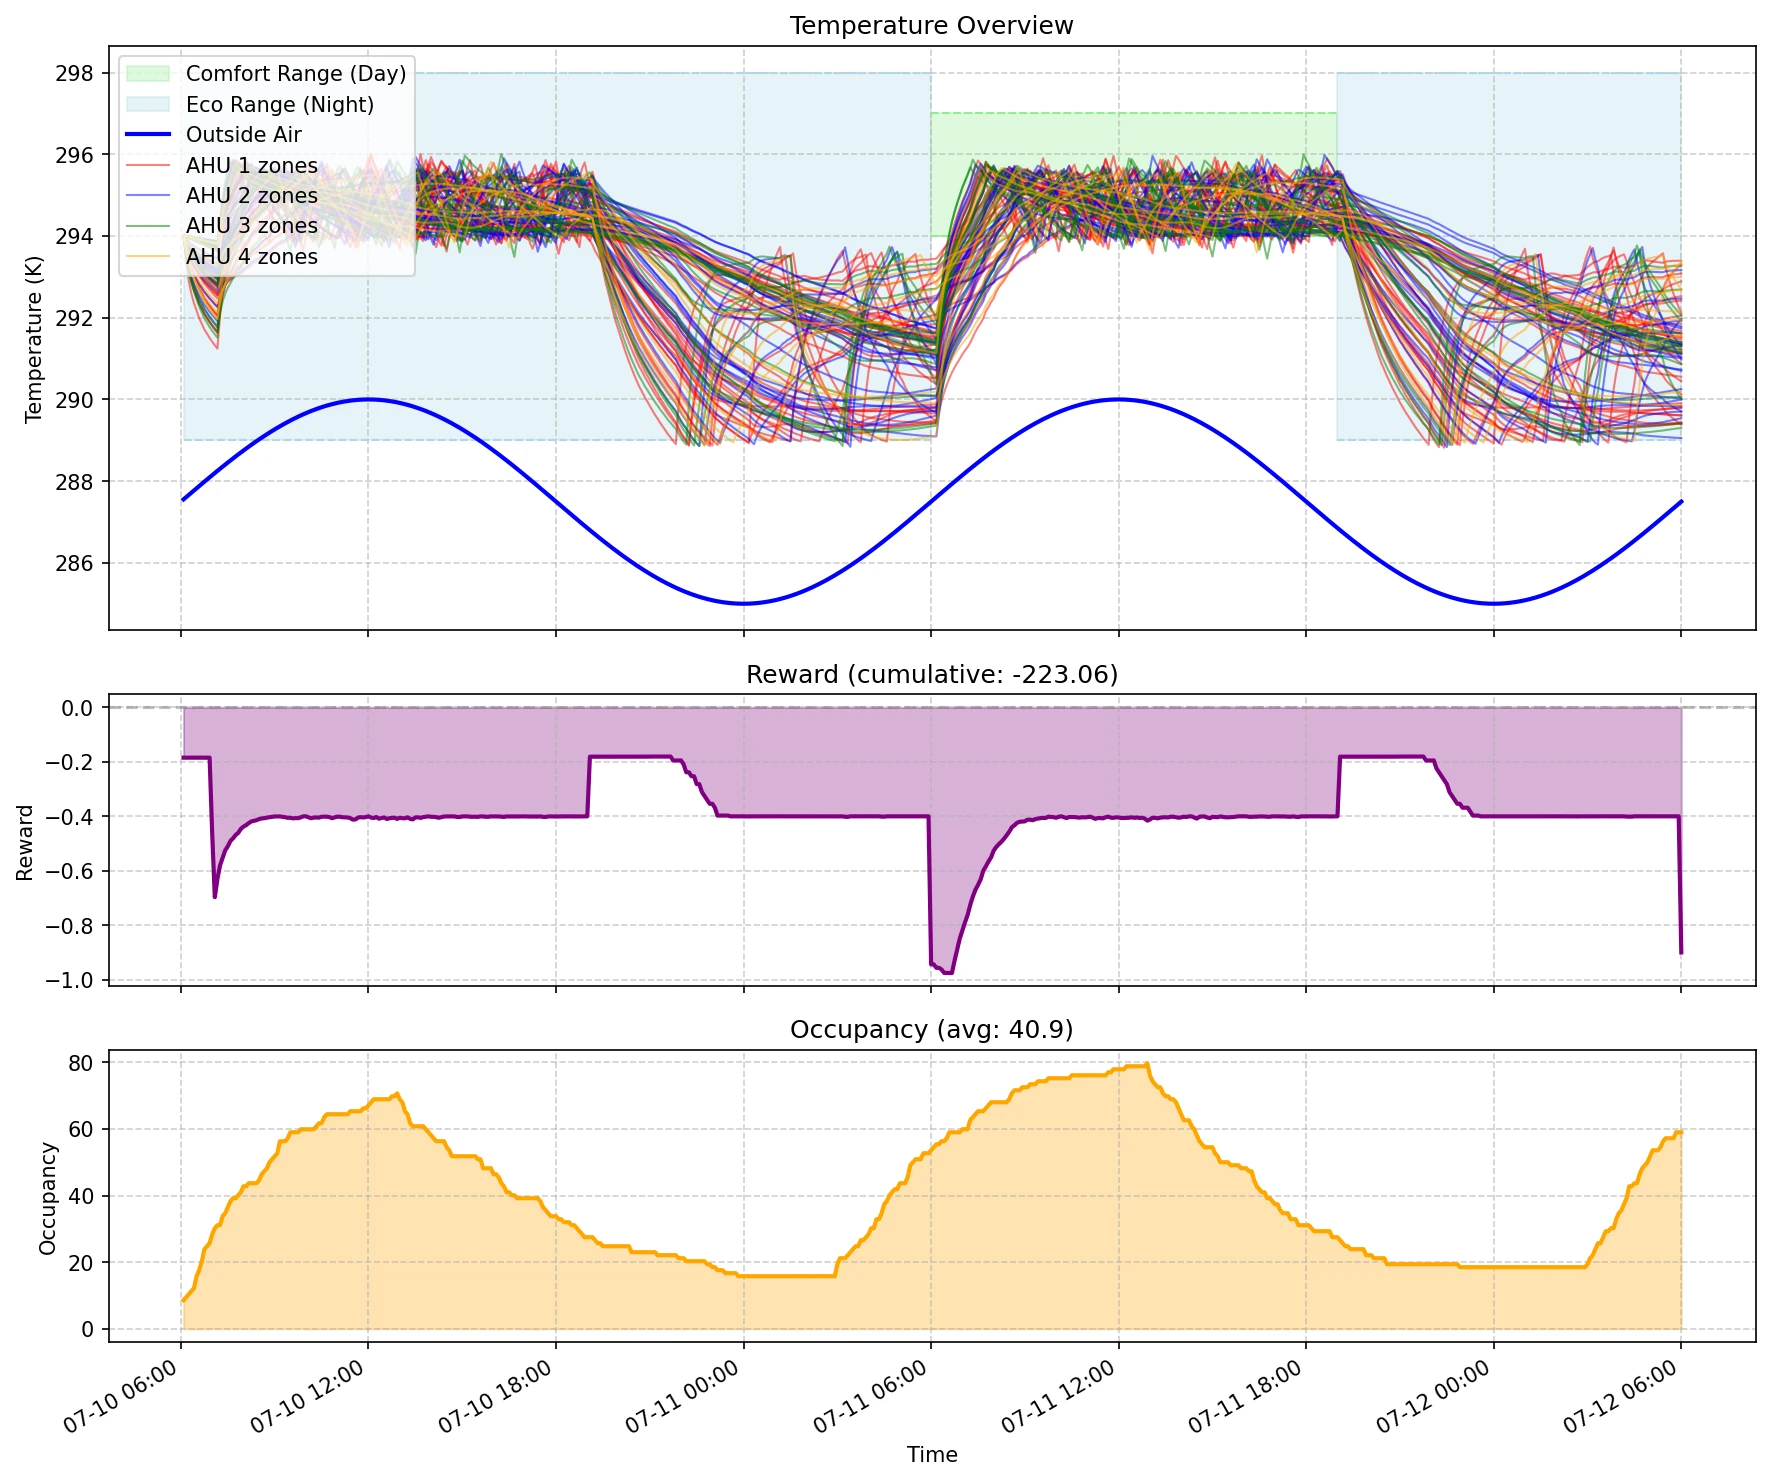 Temperature Overview
298
296
294
292
290
288
286
Temperature (K)
Comfort Range (Day)
Eco Range (Night)
Outside Air
AHU 1 zones
AHU 2 zones
AHU 3 zones
AHU 4 zones
Reward (cumulative: -223.06)
0.0
−0.2
−0.4
−0.6
−0.8
−1.0
Reward
Occupancy (avg: 40.9)
80
60
40
20
0
Occupancy
07-10 06:00
07-10 12:00
07-10 18:00
07-11 00:00
07-11 06:00
07-11 12:00
07-11 18:00
07-12 00:00
07-12 06:00
Time